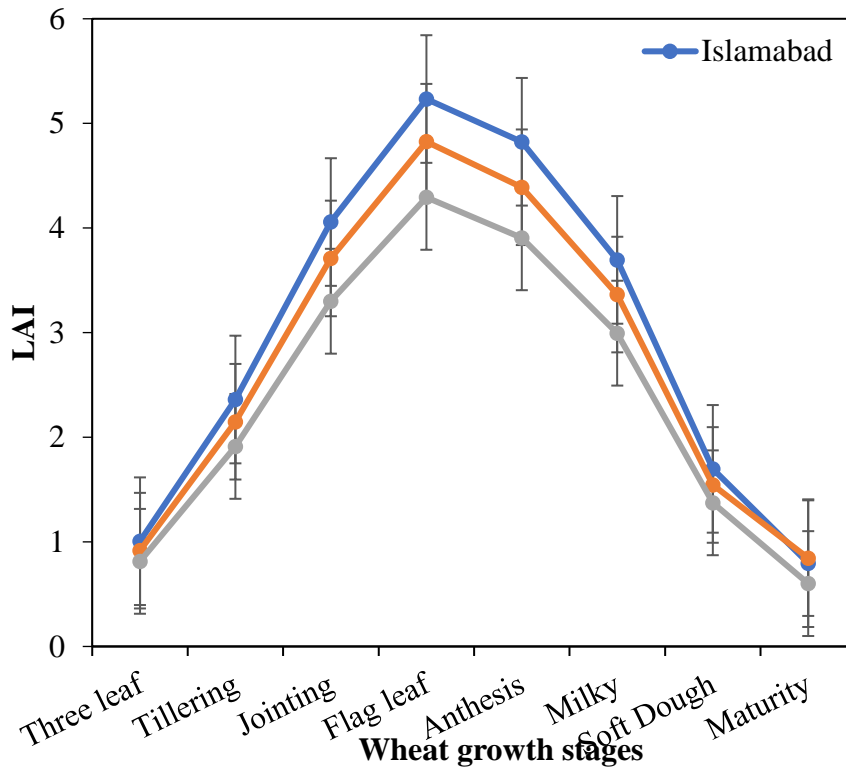 6
Islamabad
5
4
3
LAI
2
1
0
Three leaf
Tillering
Jointing
Flag leaf
Anthesis
Milky
Soft Dough
Maturity
Wheat growth stages